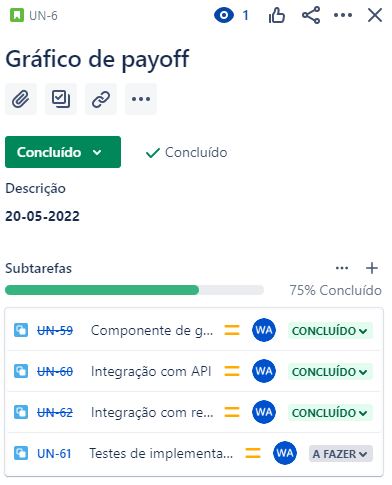 UN-6
1
Gráfico de payoff
Concluído
Concluído
Descrição
20-05-2022
Subtarefas
75% Concluído
UN-59 Componente de g... WA CONCLUÍDO
UN-60 Integração com API WA CONCLUÍDO
UN-62 Integração com re... WA CONCLUÍDO
UN-61 Testes de implementa... WA A FAZER